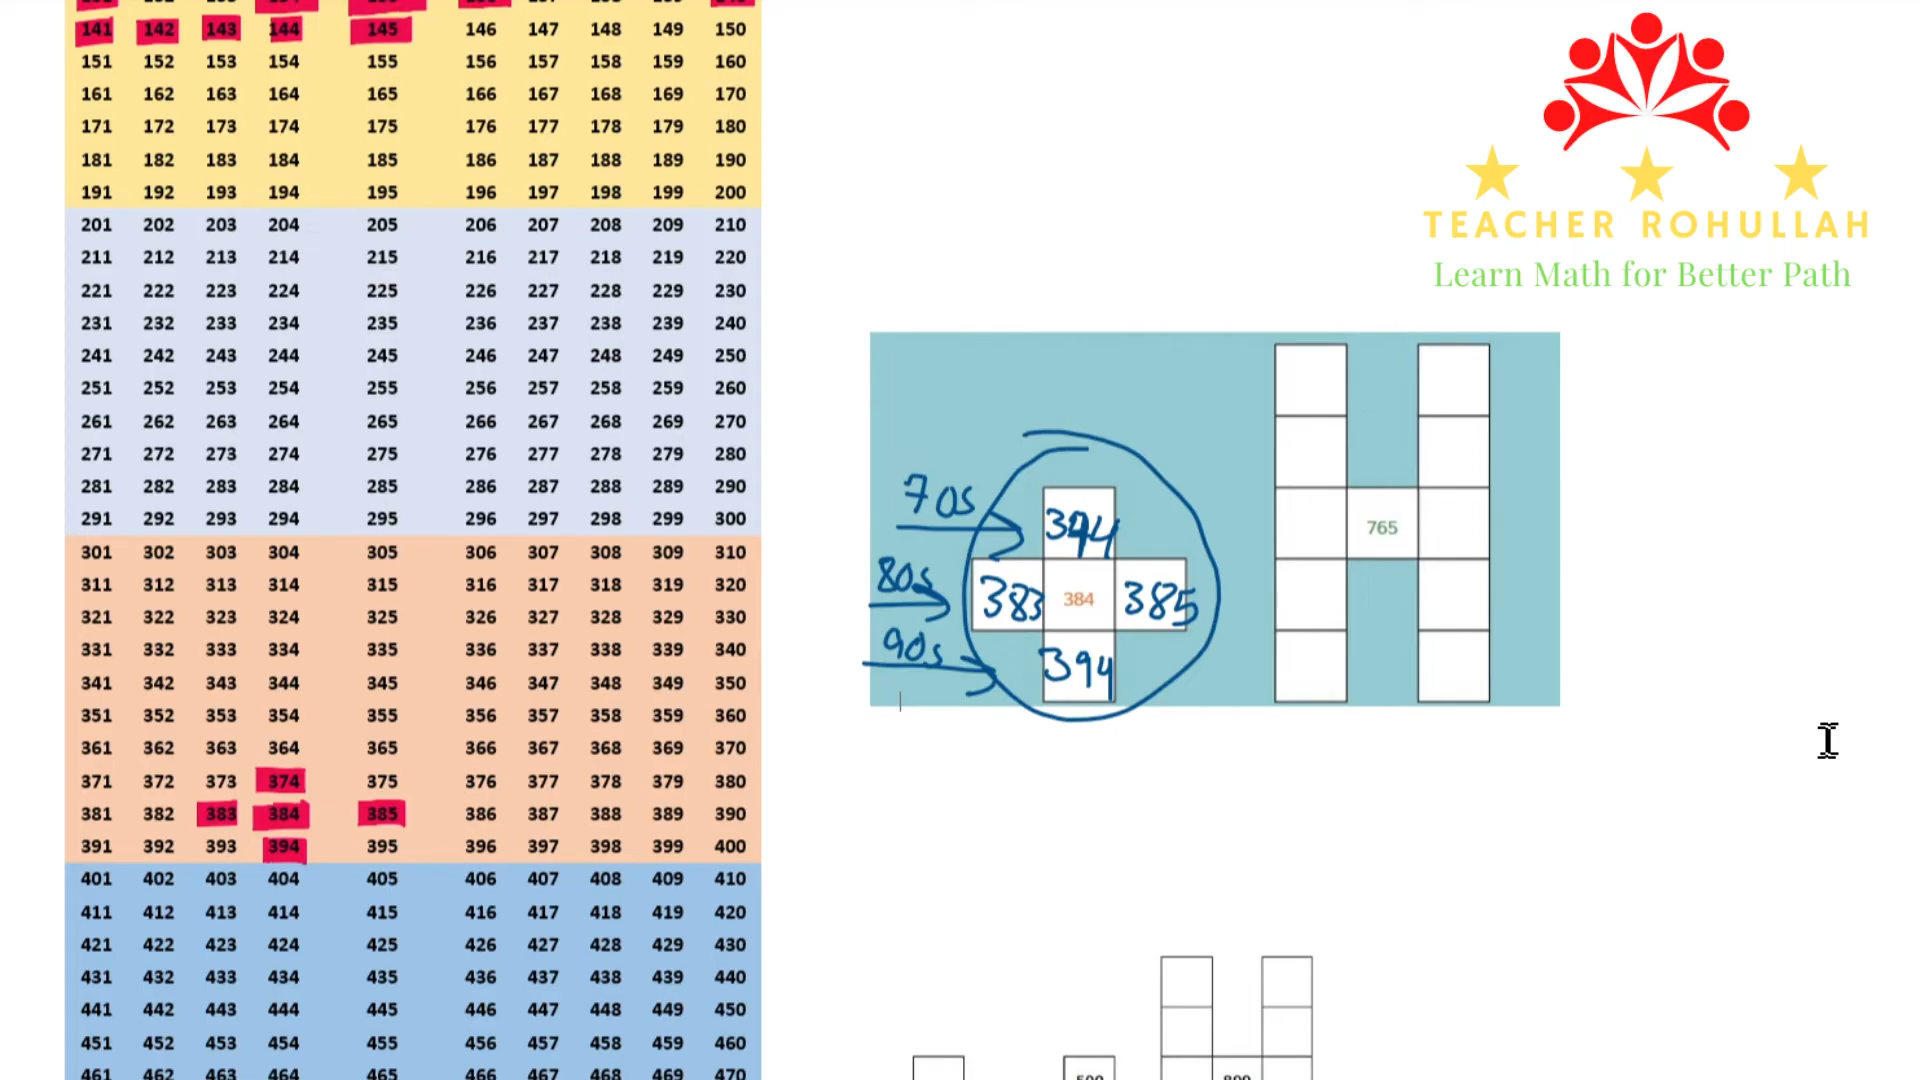 141 142 143 144 145 146 147 148 149 150
151 152 153 154 155 156 157 158 159 160
161 162 163 164 165 166 167 168 169 170
171 172 173 174 175 176 177 178 179 180
181 182 183 184 185 186 187 188 189 190
191 192 193 194 195 196 197 198 199 200
201 202 203 204 205 206 207 208 209 210
211 212 213 214 215 216 217 218 219 220
221 222 223 224 225 226 227 228 229 230
231 232 233 234 235 236 237 238 239 240
241 242 243 244 245 246 247 248 249 250
251 252 253 254 255 256 257 258 259 260
261 262 263 264 265 266 267 268 269 270
271 272 273 274 275 276 277 278 279 280
281 282 283 284 285 286 287 288 289 290
291 292 293 294 295 296 297 298 299 300
301 302 303 304 305 306 307 308 309 310
311 312 313 314 315 316 317 318 319 320
321 322 323 324 325 326 327 328 329 330
331 332 333 334 335 336 337 338 339 340
341 342 343 344 345 346 347 348 349 350
351 352 353 354 355 356 357 358 359 360
361 362 363 364 365 366 367 368 369 370
371 372 373 374 375 376 377 378 379 380
381 382 383 384 385 386 387 388 389 390
391 392 393 394 395 396 397 398 399 400
401 402 403 404 405 406 407 408 409 410
411 412 413 414 415 416 417 418 419 420
421 422 423 424 425 426 427 428 429 430
431 432 433 434 435 436 437 438 439 440
441 442 443 444 445 446 447 448 449 450
451 452 453 454 455 456 457 458 459 460
461 462 463 464 465 466 467 468 469 470
TEACHER ROHULLAH
Learn Math for Better Path
70s
80s 383 384 385
90s 394
765
500 800